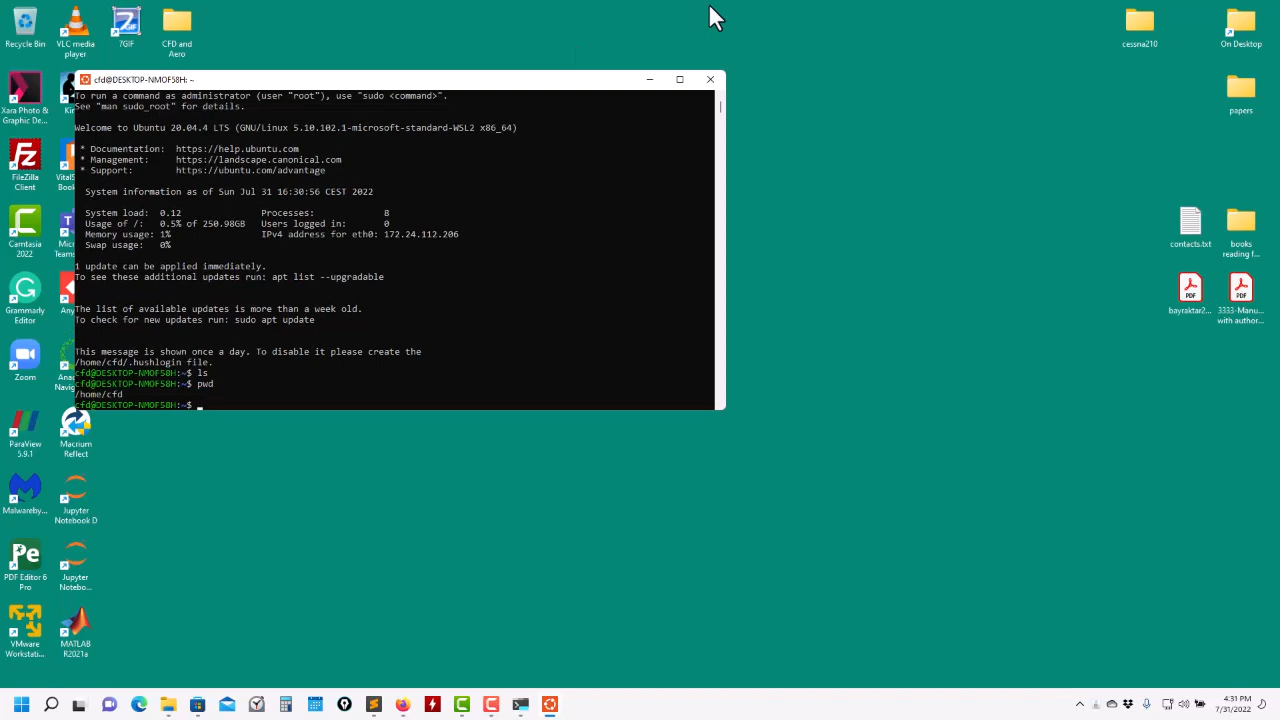 Recycle Bin
VLC media
player
7GIF
CFD and
Aero
cessna210
On Desktop
cfd@DESKTOP-NMOF58H: ~
To run a command as administrator (user "root"), use "sudo <command>".
See "man sudo_root" for details.
Welcome to Ubuntu 20.04.4 LTS (GNU/Linux 5.10.102.1-microsoft-standard-WSL2 x86_64)
* Documentation: https://help.ubuntu.com
* Management: https://landscape.canonical.com
* Support: https://ubuntu.com/advantage
System information as of Sun Jul 31 16:30:56 CEST 2022
System load: 0.12 Processes: 8
Usage of /: 0.5% of 250.98GB Users logged in: 0
Memory usage: 1% IPv4 address for eth0: 172.24.112.206
Swap usage: 0%
1 update can be applied immediately.
To see these additional updates run: apt list --upgradable
The list of available updates is more than a week old.
To check for new updates run: sudo apt update
This message is shown once a day. To disable it please create the
/home/cfd/.hushlogin file.
cfd@DESKTOP-NMOF58H:~$ ls
cfd@DESKTOP-NMOF58H:~$ pwd
/home/cfd
cfd@DESKTOP-NMOF58H:~$
Xara Photo &
Graphic De...
Kin
papers
FileZilla
Client
VitalS
Book
Camtasia
2022
Micr
Teams
contacts.txt
books
reading f...
Grammarly
Editor
Any
PDF
bayraktar2...
PDF
3333-Manu...
with author...
Zoom
Anac
Navig
ParaView
5.9.1
Macrium
Reflect
Malwareby...
Jupyter
Notebook D
Pe
PDF Editor 6
Pro
Jupyter
Notebo...
VMware
Workstati...
MATLAB
R2021a
4:31 PM
7/31/2022